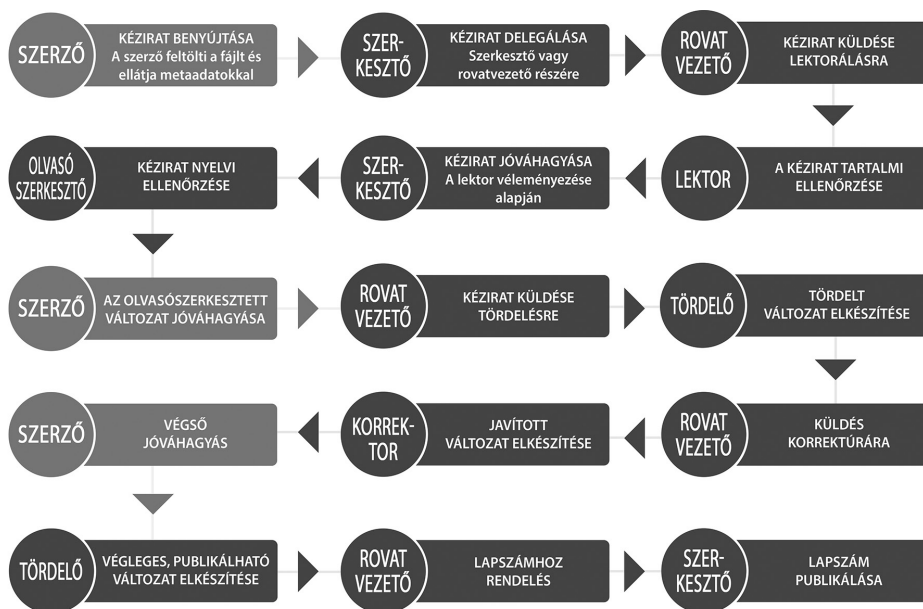 SZERZŐ
KÉZIRAT BENYÚJTÁSA
A szerző feltölti a fájlt és
ellátja metaadatokkal
SZER-
KESZTŐ
KÉZIRAT DELEGÁLÁSA
Szerkesztő vagy
rovatvezető részére
ROVAT
VEZETŐ
KÉZIRAT KÜLDÉSE
LEKTORÁLÁSRA
LEKTOR
A KÉZIRAT TARTALMI
ELLENŐRZÉSE
SZER-
KESZTŐ
KÉZIRAT JÓVÁHAGYÁSA
A lektor véleményezése
alapján
OLVASÓ
SZERKESZTŐ
KÉZIRAT NYELVI
ELLENŐRZÉSE
SZERZŐ
AZ OLVASÓSZERKESZTETT
VÁLTOZAT JÓVÁHAGYÁSA
ROVAT
VEZETŐ
KÉZIRAT KÜLDÉSE
TÖRDELÉSRE
TÖRDELŐ
TÖRDELT
VÁLTOZAT ELKÉSZÍTÉSE
ROVAT
VEZETŐ
KÜLDÉS
KORREKTÚRÁRA
KORREK-
TOR
JAVÍTOTT
VÁLTOZAT ELKÉSZÍTÉSE
SZERZŐ
VÉGSŐ
JÓVÁHAGYÁS
TÖRDELŐ
VÉGLEGES, PUBLIKÁLHATÓ
VÁLTOZAT ELKÉSZÍTÉSE
ROVAT
VEZETŐ
LAPSZÁMHOZ
RENDELÉS
SZER-
KESZTŐ
LAPSZÁM
PUBLIKÁLÁSA